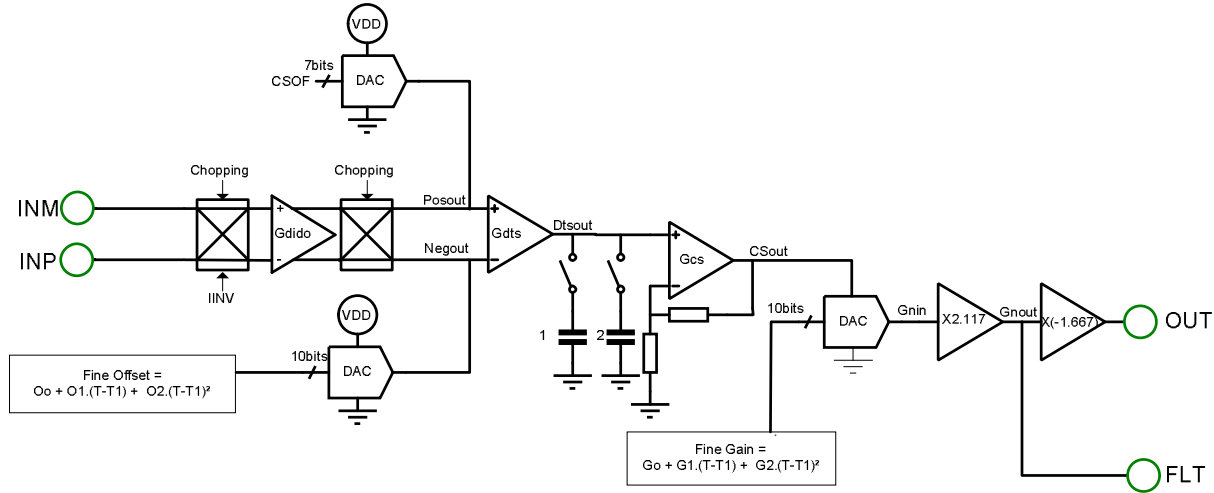 VDD
7bits
CSOF
DAC
Chopping
Chopping
INM
+
Posout
+
Gdido
Gdts
Dtsout
INP
-
Negout
-
IINV
+
Gcs
CSout
-
VDD
10bits
DAC
Fine Offset =
Oo + O1.(T-T1) + O2.(T-T1)²
1
2
10bits
DAC
Gnin
X2.117
Gnout
X(-1.667)
OUT
Fine Gain =
Go + G1.(T-T1) + G2.(T-T1)²
FLT